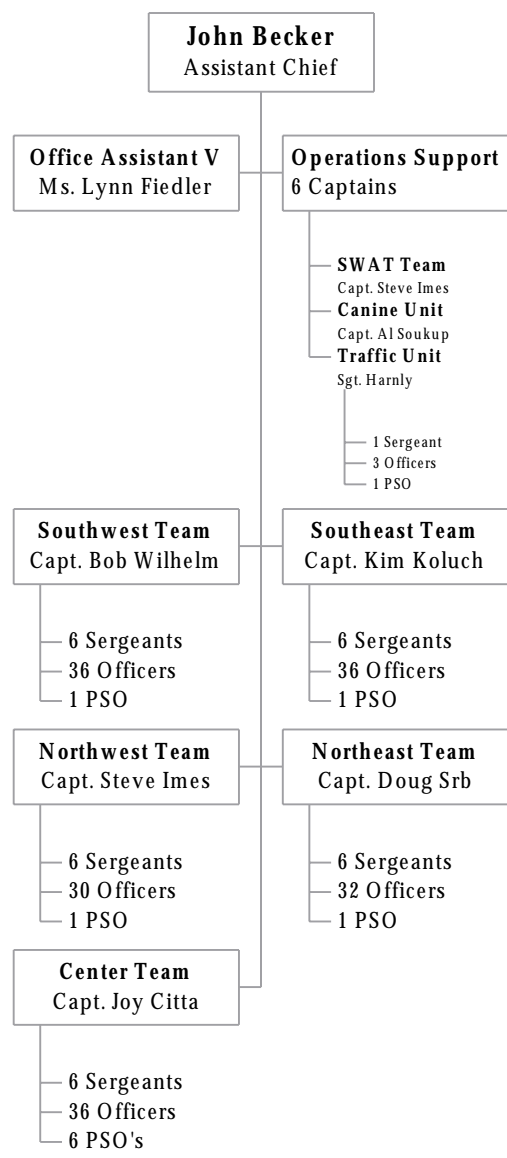 John Becker
Assistant Chief
Office Assistant V
Ms. Lynn Fiedler
Operations Support
6 Captains
SWAT Team
Capt. Steve Imes
Canine Unit
Capt. Al Soukup
Traffic Unit
Sgt. Harnly
1 Sergeant
3 Officers
1 PSO
Southwest Team
Capt. Bob Wilhelm
6 Sergeants
36 Officers
1 PSO
Southeast Team
Capt. Kim Koluch
6 Sergeants
36 Officers
1 PSO
Northwest Team
Capt. Steve Imes
6 Sergeants
30 Officers
1 PSO
Northeast Team
Capt. Doug Srb
6 Sergeants
32 Officers
1 PSO
Center Team
Capt. Joy Citta
6 Sergeants
36 Officers
6 PSO's